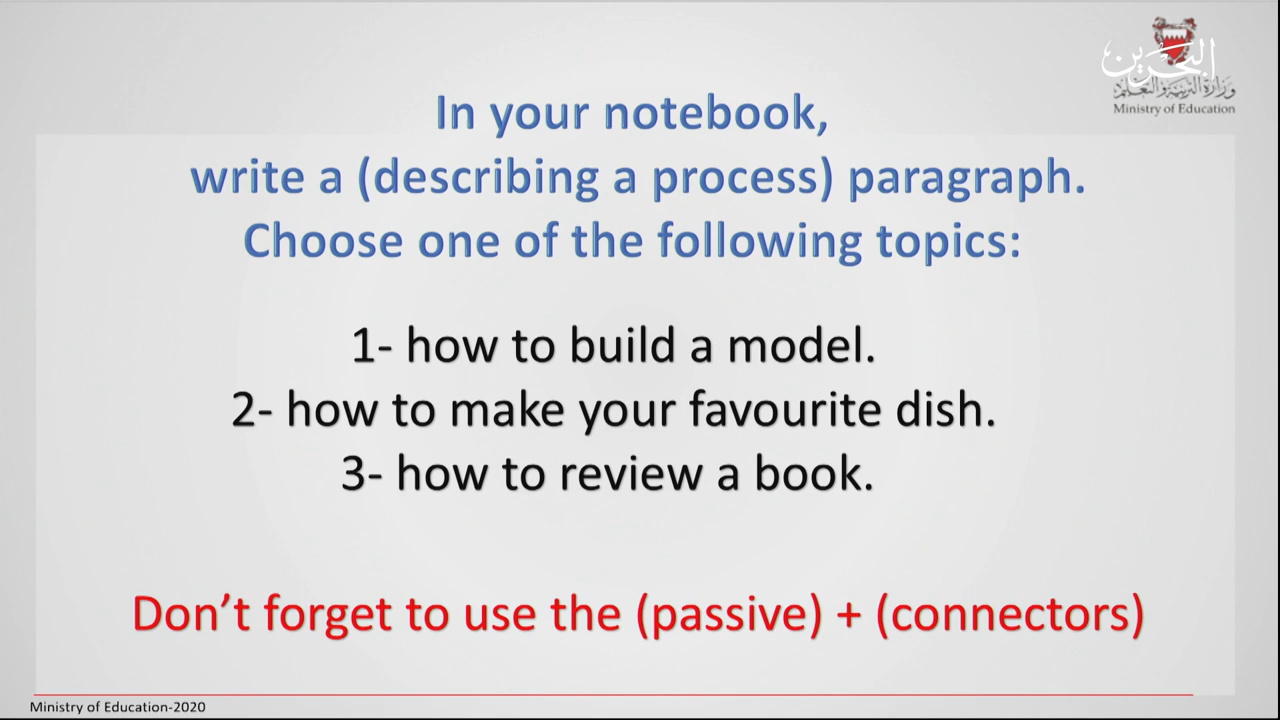 البحرين
وزارة التربية والتعليم
Ministry of Education
In your notebook,
write a (describing a process) paragraph.
Choose one of the following topics:
1- how to build a model.
2- how to make your favourite dish.
3- how to review a book.
Don’t forget to use the (passive) + (connectors)
Ministry of Education-2020